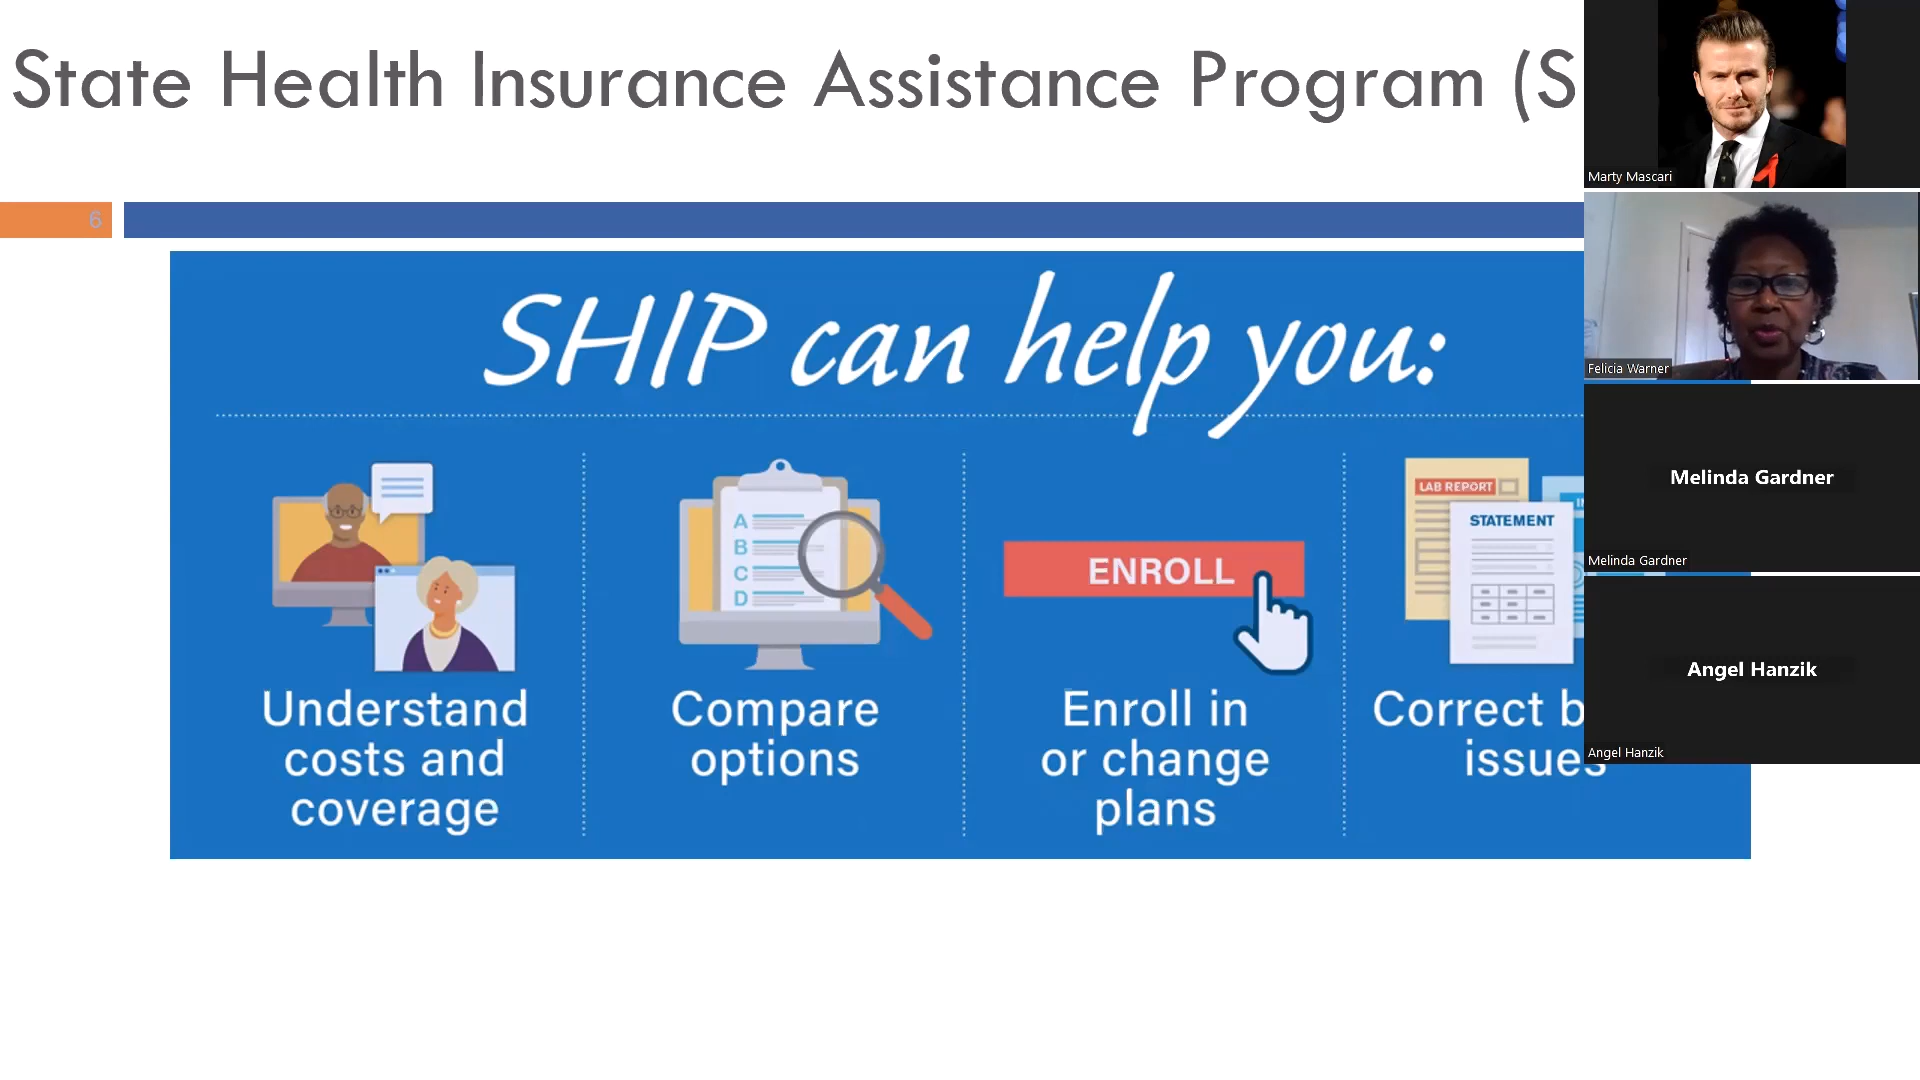 State Health Insurance Assistance Program (S
6
SHIP can help you:
A
B
C
D
ENROLL
LAB REPORT
STATEMENT
Understand
costs and
coverage
Compare
options
Enroll in
or change
plans
Correct b
issues
Marty Mascari
Felicia Warner
Melinda Gardner
Melinda Gardner
Angel Hanzik
Angel Hanzik